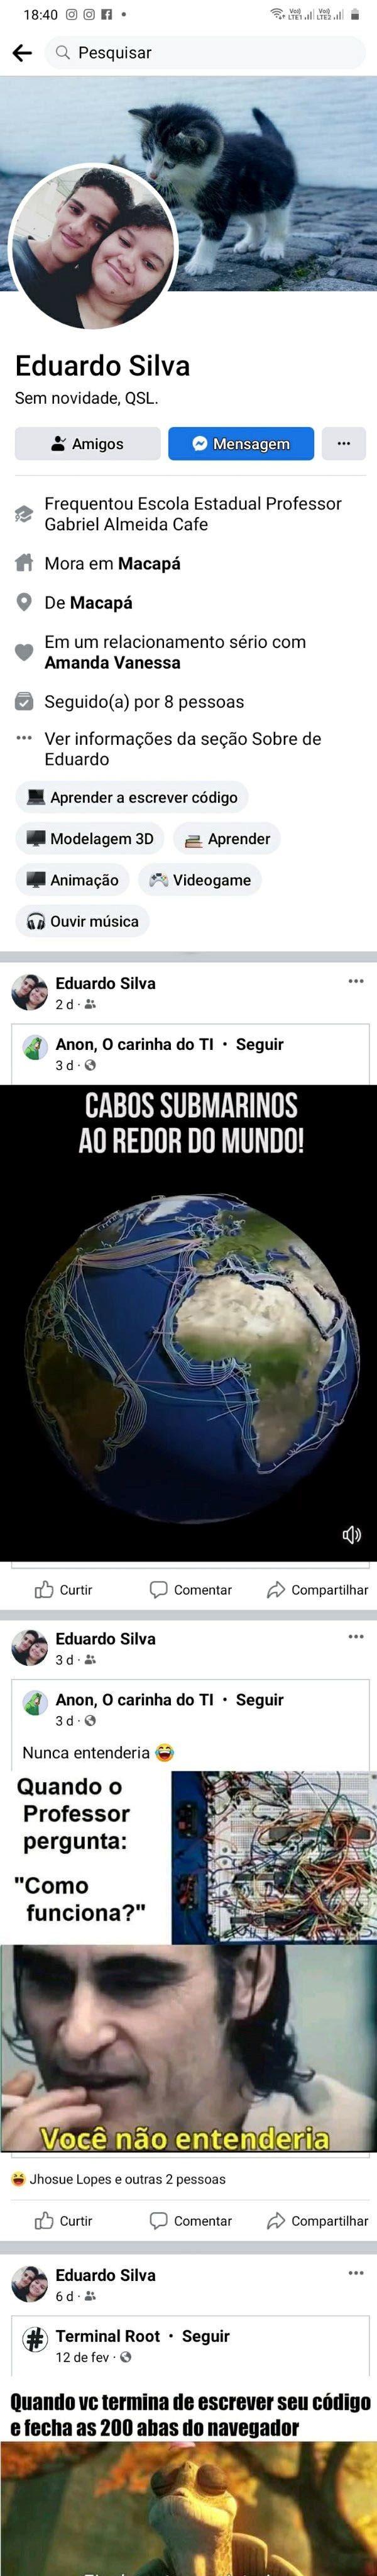 18:40
Vo)) LTE1 Vo)) LTE2
Pesquisar
Eduardo Silva
Sem novidade, QSL.
Amigos
Mensagem
Frequentou Escola Estadual Professor
Gabriel Almeida Cafe
Mora em Macapá
De Macapá
Em um relacionamento sério com
Amanda Vanessa
Seguido(a) por 8 pessoas
Ver informações da seção Sobre de
Eduardo
Aprender a escrever código
Modelagem 3D
Aprender
Animação
Videogame
Ouvir música
Eduardo Silva
2 d ·
Anon, O carinha do TI · Seguir
3 d ·
CABOS SUBMARINOS
AO REDOR DO MUNDO!
Curtir
Comentar
Compartilhar
Eduardo Silva
3 d ·
Anon, O carinha do TI · Seguir
3 d ·
Nunca entenderia 😂
Quando o
Professor
pergunta:
"Como
funciona?"
Você não entenderia
Jhosue Lopes e outras 2 pessoas
Curtir
Comentar
Compartilhar
Eduardo Silva
6 d ·
Terminal Root · Seguir
12 de fev ·
Quando vc termina de escrever seu código
e fecha as 200 abas do navegador